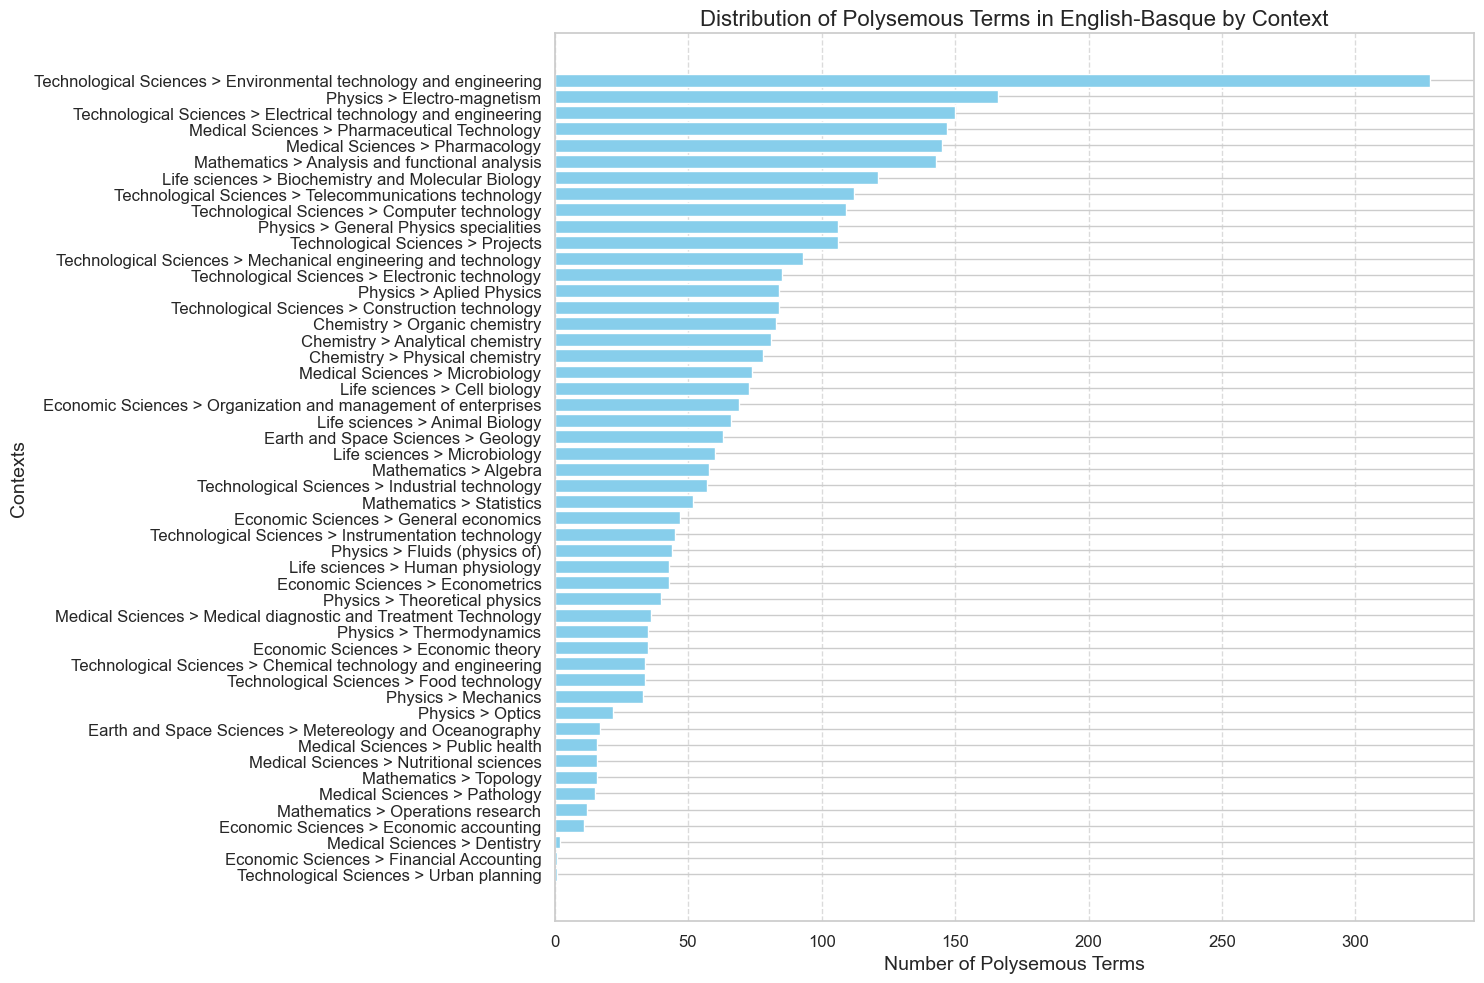 Distribution of Polysemous Terms in English-Basque by Context
Technological Sciences > Environmental technology and engineering
Physics > Electro-magnetism
Technological Sciences > Electrical technology and engineering
Medical Sciences > Pharmaceutical Technology
Medical Sciences > Pharmacology
Mathematics > Analysis and functional analysis
Life sciences > Biochemistry and Molecular Biology
Technological Sciences > Telecommunications technology
Technological Sciences > Computer technology
Physics > General Physics specialities
Technological Sciences > Projects
Technological Sciences > Mechanical engineering and technology
Technological Sciences > Electronic technology
Physics > Aplied Physics
Technological Sciences > Construction technology
Chemistry > Organic chemistry
Chemistry > Analytical chemistry
Chemistry > Physical chemistry
Medical Sciences > Microbiology
Life sciences > Cell biology
Economic Sciences > Organization and management of enterprises
Life sciences > Animal Biology
Earth and Space Sciences > Geology
Life sciences > Microbiology
Mathematics > Algebra
Technological Sciences > Industrial technology
Mathematics > Statistics
Economic Sciences > General economics
Technological Sciences > Instrumentation technology
Physics > Fluids (physics of)
Life sciences > Human physiology
Economic Sciences > Econometrics
Physics > Theoretical physics
Medical Sciences > Medical diagnostic and Treatment Technology
Physics > Thermodynamics
Economic Sciences > Economic theory
Technological Sciences > Chemical technology and engineering
Technological Sciences > Food technology
Physics > Mechanics
Physics > Optics
Earth and Space Sciences > Metereology and Oceanography
Medical Sciences > Public health
Medical Sciences > Nutritional sciences
Mathematics > Topology
Medical Sciences > Pathology
Mathematics > Operations research
Economic Sciences > Economic accounting
Medical Sciences > Dentistry
Economic Sciences > Financial Accounting
Technological Sciences > Urban planning
Contexts
0 50 100 150 200 250 300
Number of Polysemous Terms